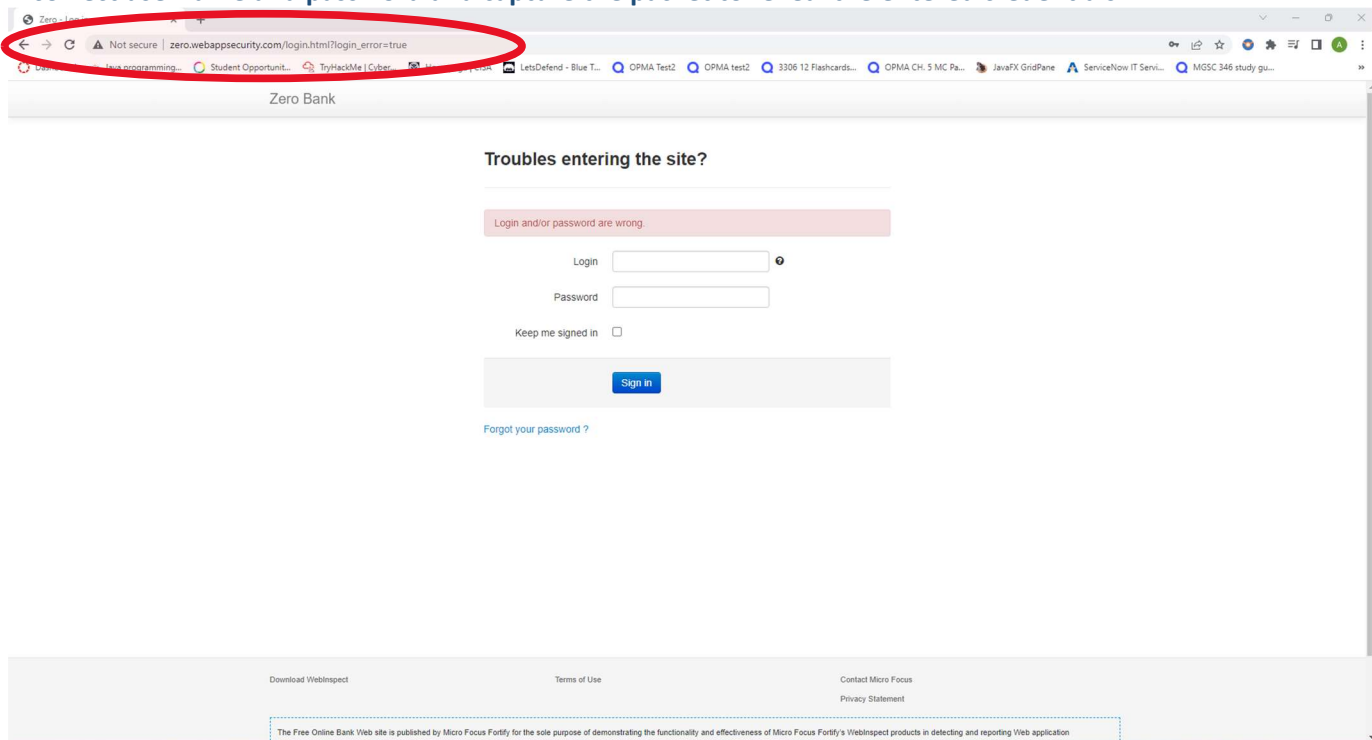 Zero - Log in
Not secure | zero.webappsecurity.com/login.html?login_error=true
Java programming... Student Opportunit... TryHackMe | Cyber... LetsDefend - Blue T... OPMA Test2 OPMA test2 3306 12 Flashcards... OPMA CH. 5 MC Pa... JavaFX GridPane ServiceNow IT Servi... MGSC 346 study gu... »
Zero Bank
Troubles entering the site?
Login and/or password are wrong.
Login
Password
Keep me signed in
Sign in
Forgot your password ?
Download WebInspect Terms of Use Contact Micro Focus
Privacy Statement
The Free Online Bank Web site is published by Micro Focus Fortify for the sole purpose of demonstrating the functionality and effectiveness of Micro Focus Fortify's WebInspect products in detecting and reporting Web application